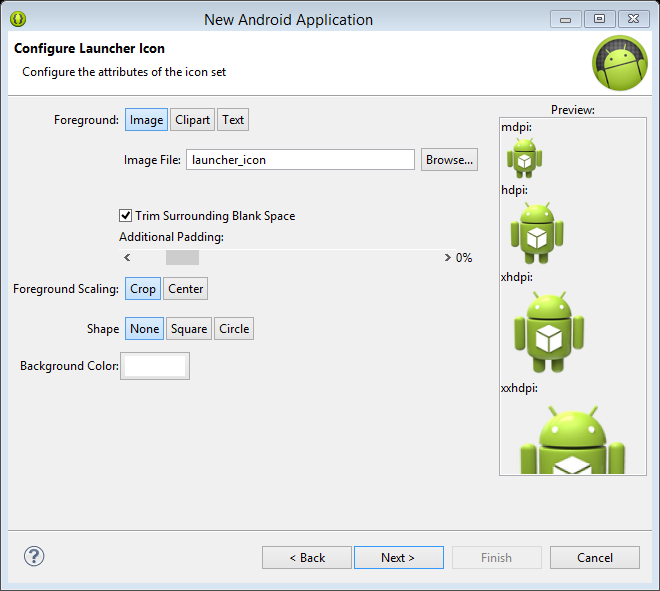 New Android Application
Configure Launcher Icon
Configure the attributes of the icon set
Foreground: Image Clipart Text
Image File: launcher_icon Browse...
Trim Surrounding Blank Space
Additional Padding:
< > 0%
Foreground Scaling: Crop Center
Shape None Square Circle
Background Color:
Preview:
mdpi:
hdpi:
xhdpi:
xxhdpi:
? < Back Next > Finish Cancel